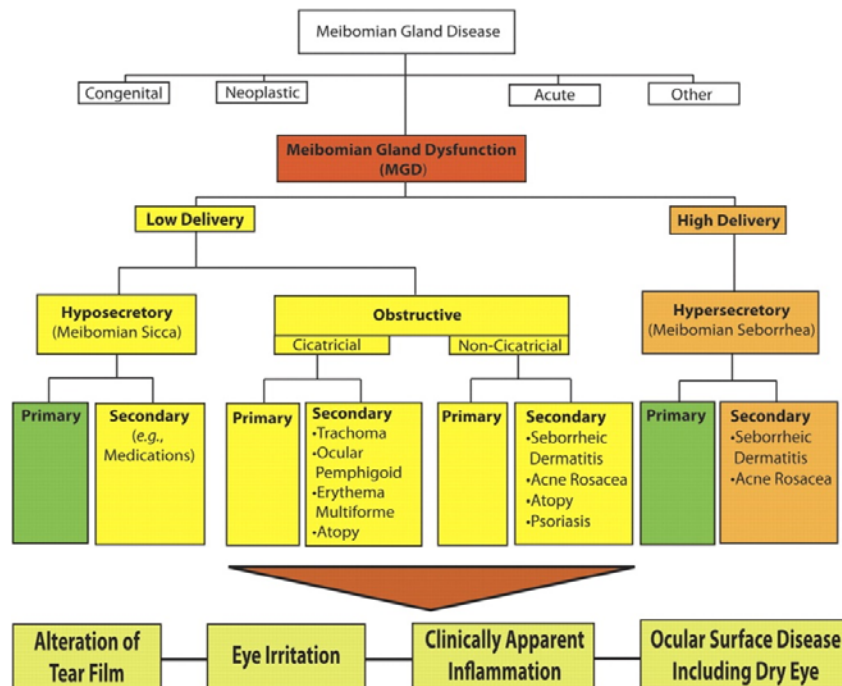 Meibomian Gland Disease
Congenital
Neoplastic
Acute
Other
Meibomian Gland Dysfunction
(MGD)
Low Delivery
High Delivery
Hyposecretory
(Meibomian Sicca)
Obstructive
Cicatricial
Non-Cicatricial
Hypersecretory
(Meibomian Seborrhea)
Primary
Secondary
(e.g.,
Medications)
Primary
Secondary
•Trachoma
•Ocular
Pemphigoid
•Erythema
Multiforme
•Atopy
Primary
Secondary
•Seborrheic
Dermatitis
•Acne Rosacea
•Atopy
•Psoriasis
Primary
Secondary
•Seborrheic
Dermatitis
•Acne Rosacea
Alteration of
Tear Film
Eye Irritation
Clinically Apparent
Inflammation
Ocular Surface Disease
Including Dry Eye